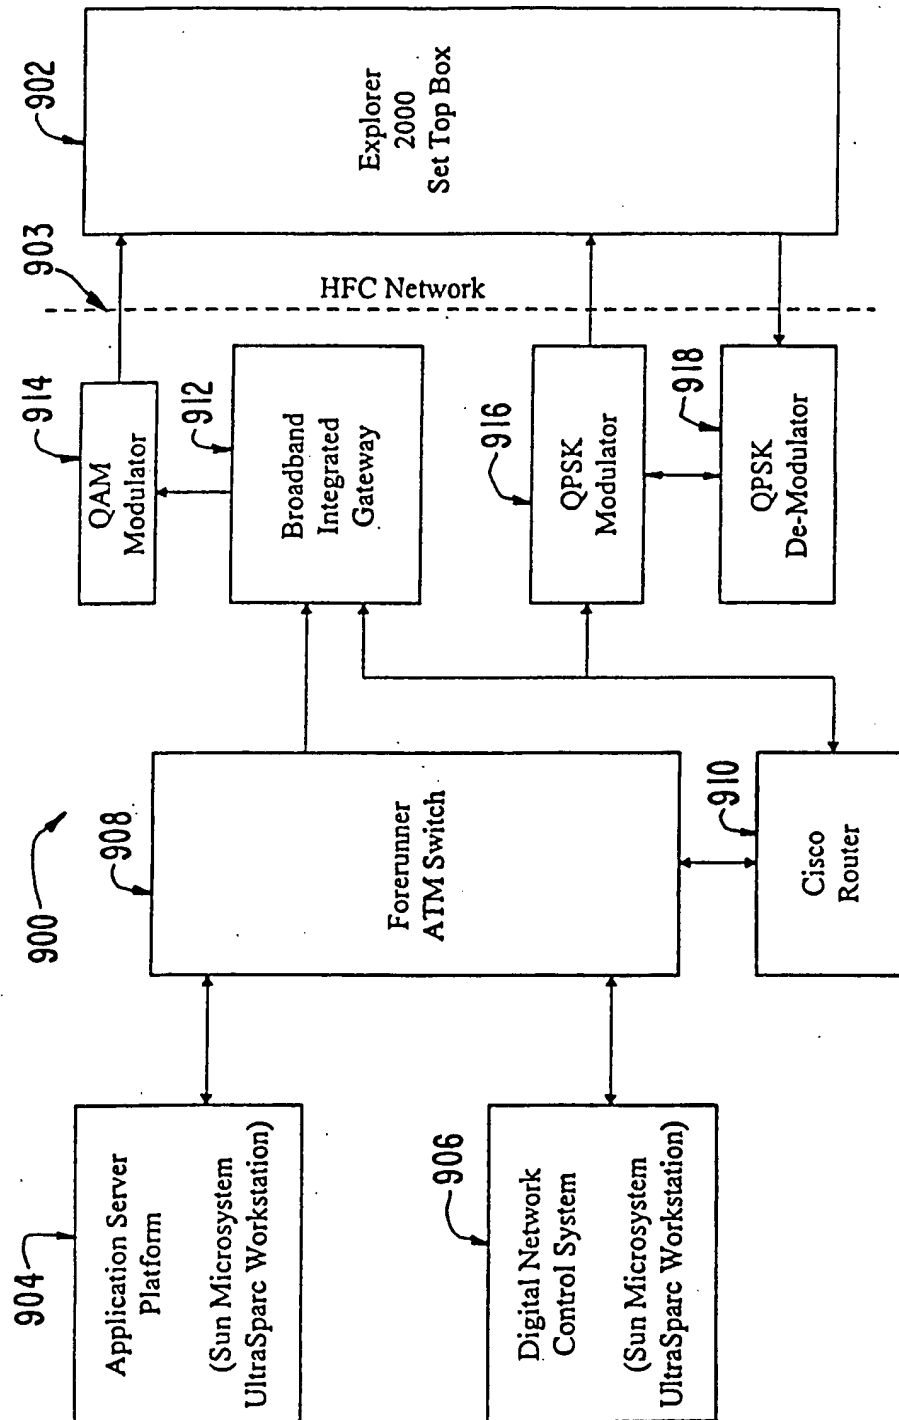 900
904
Application Server
Platform
(Sun Microsystem
UltraSparc Workstation)
906
Digital Network
Control System
(Sun Microsystem
UltraSparc Workstation)
908
Forerunner
ATM Switch
910
Cisco
Router
914
QAM
Modulator
912
Broadband
Integrated
Gateway
916
QPSK
Modulator
918
QPSK
De-Modulator
903
HFC Network
902
Explorer
2000
Set Top Box